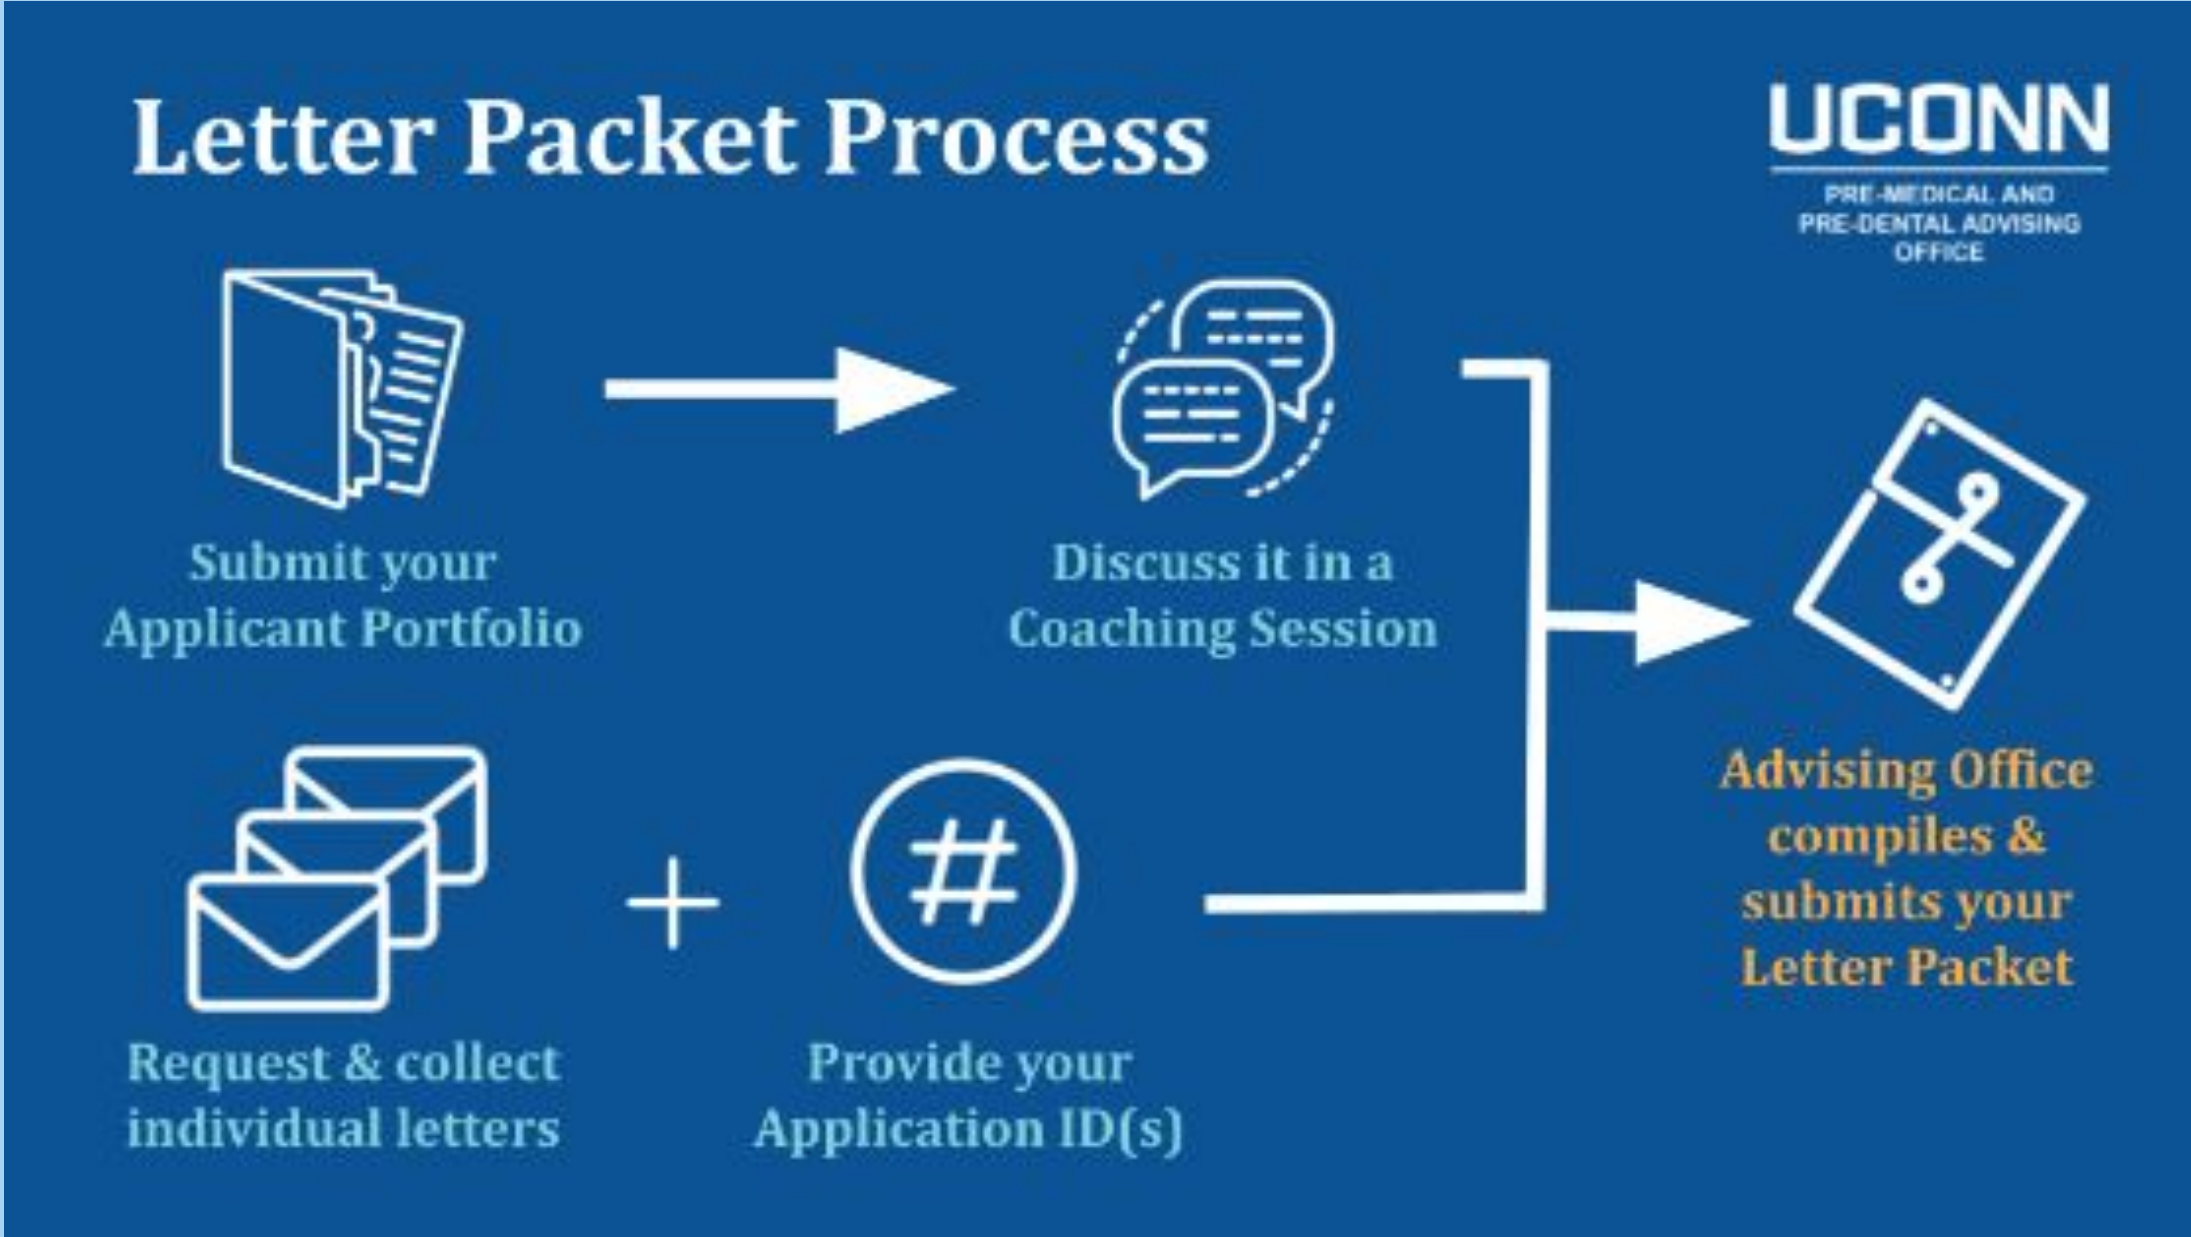 Letter Packet Process
UCONN
PRE-MEDICAL AND
PRE-DENTAL ADVISING
OFFICE
Submit your
Applicant Portfolio
Discuss it in a
Coaching Session
Request & collect
individual letters
+
#
Provide your
Application ID(s)
Advising Office
compiles &
submits your
Letter Packet